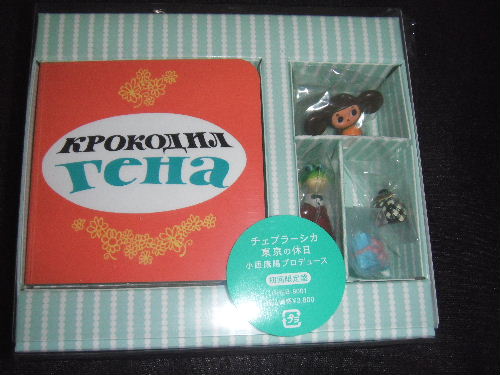 КРОКОДИЛ
гена
チェブラーシカ
東京の休日
小西康陽プロデュース
初回限定盤